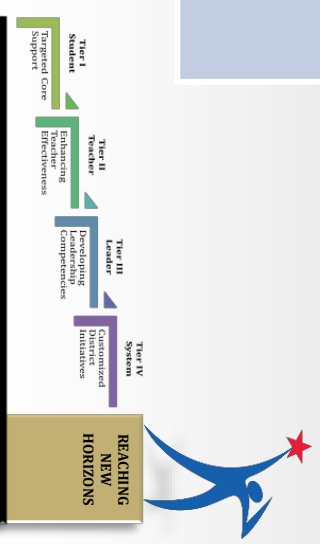 Tier I
Student
Targeted Core
Support
Tier II
Teacher
Enhancing
Teacher
Effectiveness
Tier III
Leader
Developing
Leadership
Competencies
Tier IV
System
Customized
District
Initiatives
REACHING
NEW
HORIZONS